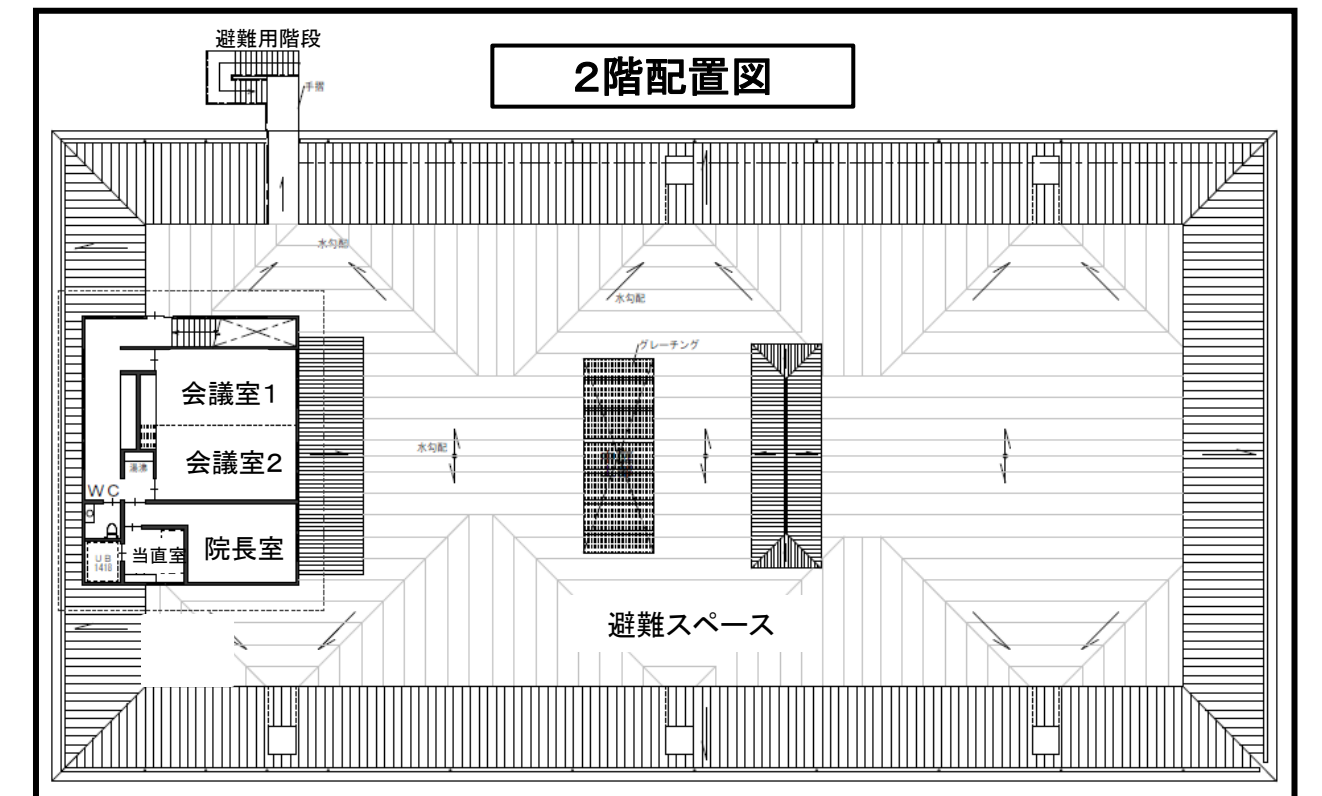 避難用階段
2階配置図
手摺
水勾配
水勾配
グレーチング
会議室1
水勾配
会議室2
湯沸
WC
院長室
当直室
UB
1418
避難スペース